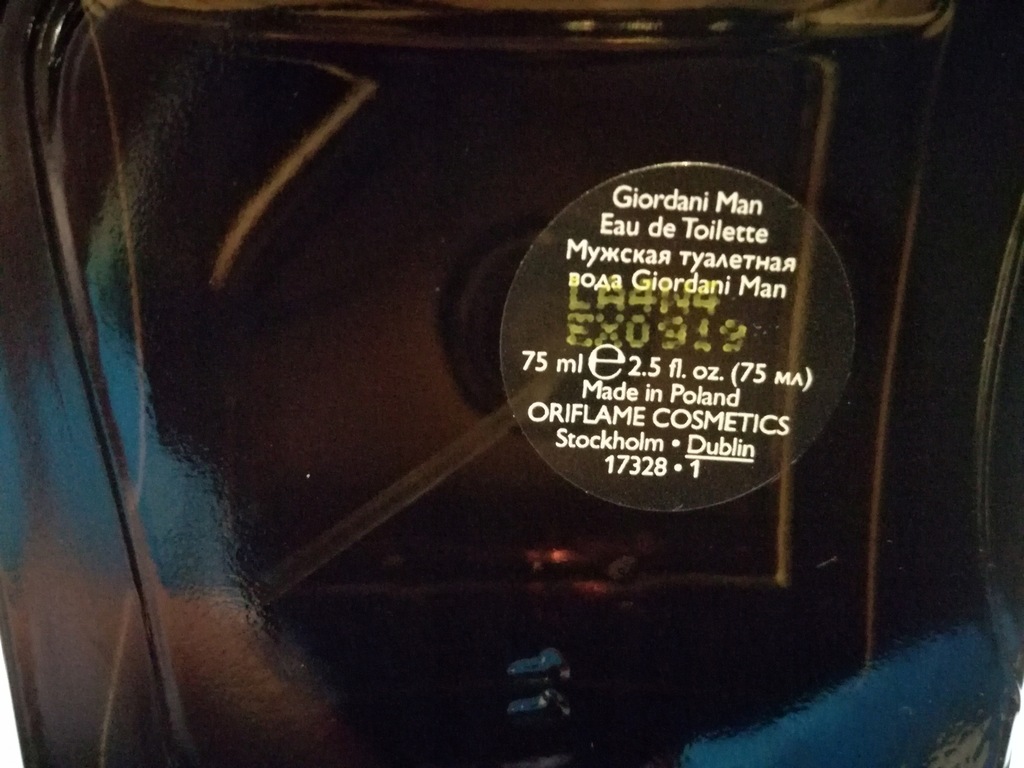 Giordani Man
Eau de Toilette
Мужская туалетная
вода Giordani Man
EX0919
75 ml ℮ 2.5 fl. oz. (75 мл)
Made in Poland
ORIFLAME COSMETICS
Stockholm • Dublin
17328 • 1